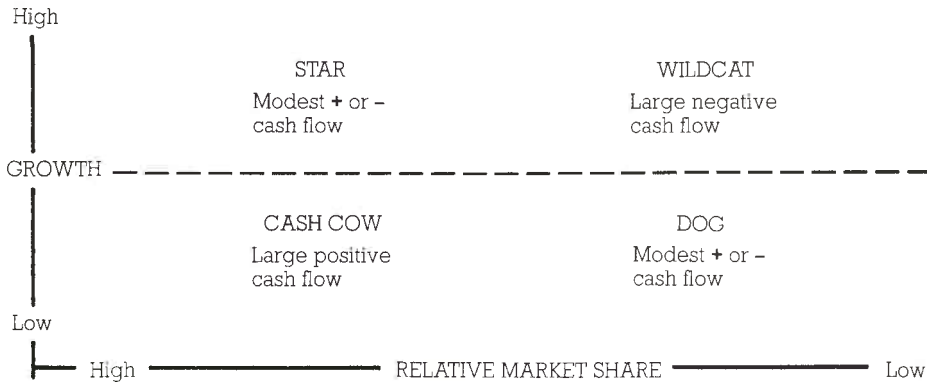 High
STAR
Modest + or –
cash flow
WILDCAT
Large negative
cash flow
GROWTH
CASH COW
Large positive
cash flow
DOG
Modest + or –
cash flow
Low
High RELATIVE MARKET SHARE Low